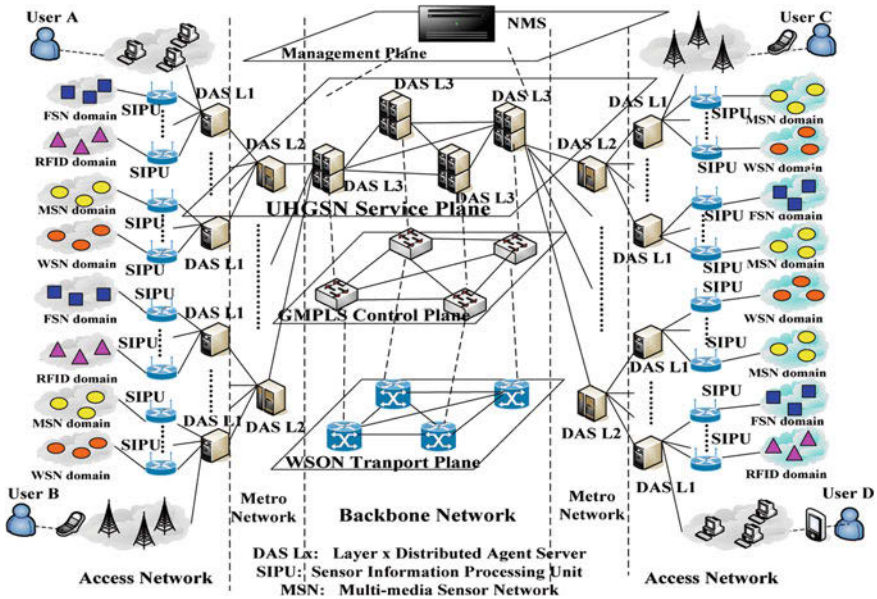 User A
NMS
User C
Management Plane
DAS L1
DAS L3
DAS L3
DAS L1
FSN domain
SIPU
SIPU
MSN domain
RFID domain
SIPU
DAS L2
DAS L2
SIPU
WSN domain
MSN domain
SIPU
DAS L3
DAS L3
SIPU
FSN domain
UHGSN Service Plane
WSN domain
SIPU
DAS L1
DAS L1
SIPU
MSN domain
FSN domain
SIPU
DAS L1
GMPLS Control Plane
SIPU
WSN domain
RFID domain
SIPU
DAS L1
SIPU
MSN domain
MSN domain
SIPU
DAS L1
DAS L2
DAS L2
SIPU
FSN domain
WSN domain
SIPU
WSON Tranport Plane
DAS L1
SIPU
RFID domain
User B
User D
Metro
Network
Backbone Network
Metro
Network
Access Network
Access Network
DAS Lx: Layer x Distributed Agent Server
SIPU: Sensor Information Processing Unit
MSN: Multi-media Sensor Network